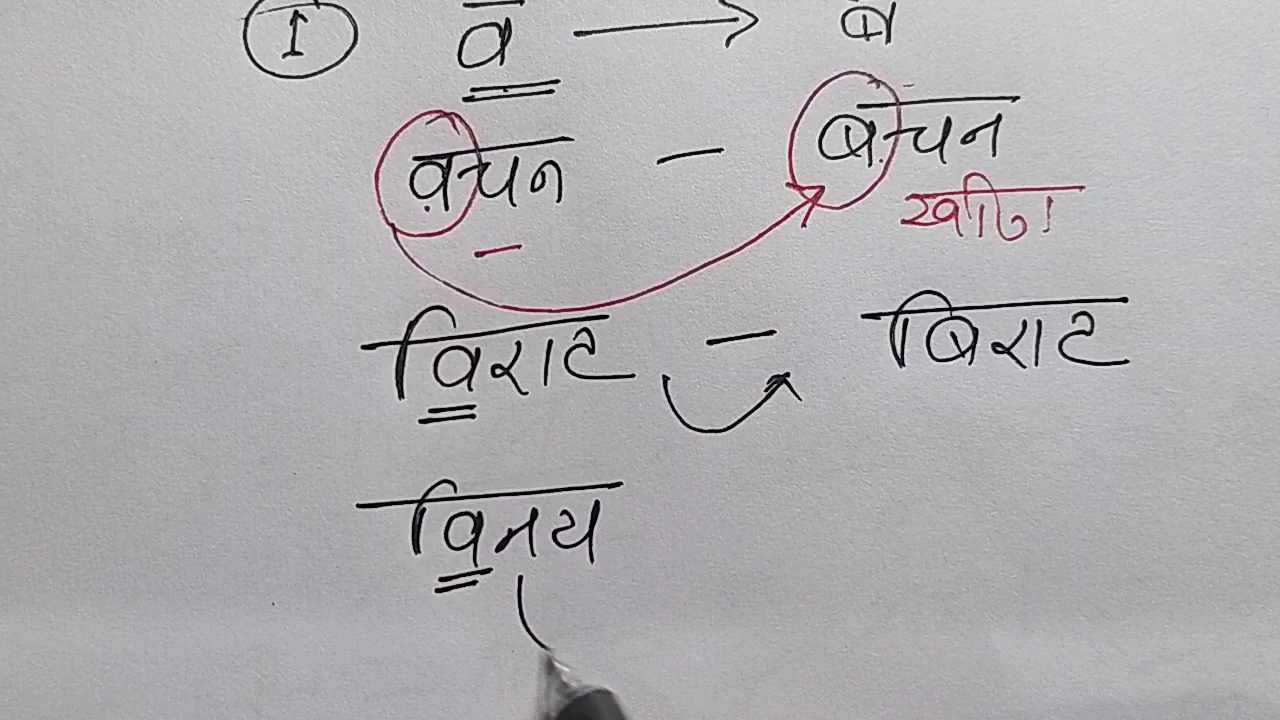 I व → ब
वचन - बचन
विराट - बिराट
विनय